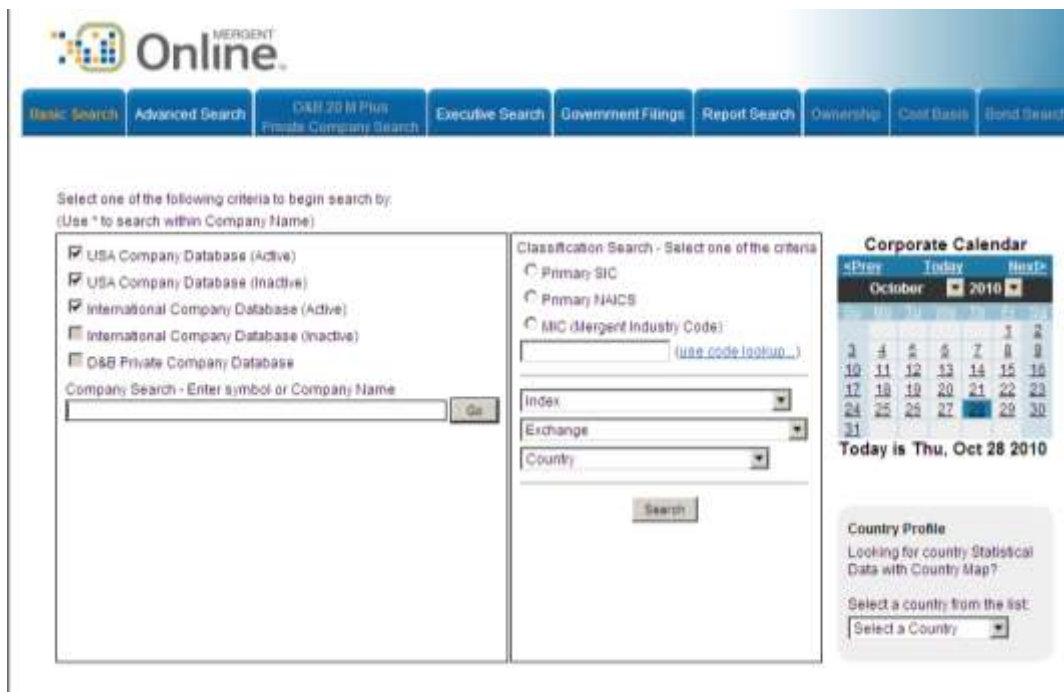 MERGENT
Online
Basic Search Advanced Search D&B 20 M Plus Private Company Search Executive Search Government Filings Report Search Ownership Cost Basis Bond Search
Select one of the following criteria to begin search by:
(Use * to search within Company Name)
USA Company Database (Active)
USA Company Database (Inactive)
International Company Database (Active)
International Company Database (Inactive)
D&B Private Company Database
Company Search - Enter symbol or Company Name
Go
Classification Search - Select one of the criteria
Primary SIC
Primary NAICS
MIC (Mergent Industry Code)
(use code lookup...)
Index
Exchange
Country
Search
Corporate Calendar
<Prev Today Next>
October 2010
Su Mo Tu We Th Fr Sa
1 2
3 4 5 6 7 8 9
10 11 12 13 14 15 16
17 18 19 20 21 22 23
24 25 26 27 28 29 30
31
Today is Thu, Oct 28 2010
Country Profile
Looking for country Statistical
Data with Country Map?
Select a country from the list:
Select a Country